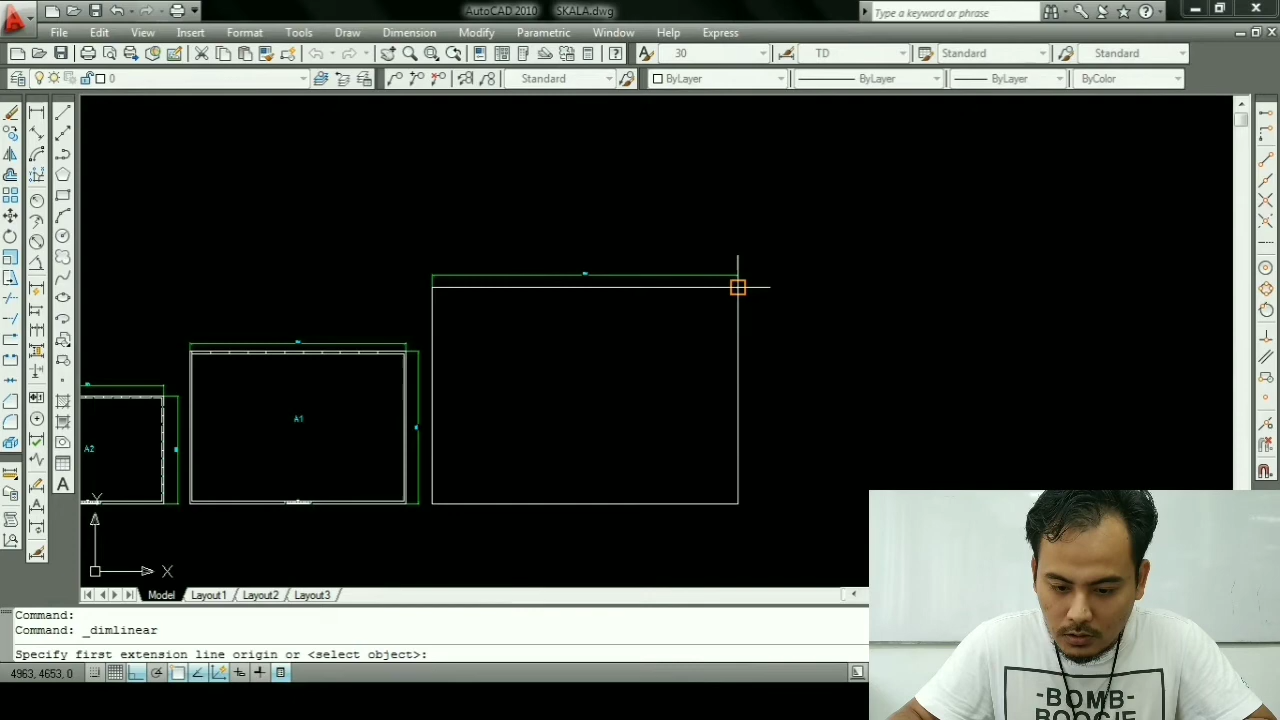 AutoCAD 2010 SKALA.dwg
Type a keyword or phrase
File Edit View Insert Format Tools Draw Dimension Modify Parametric Window Help Express
30 TD Standard Standard
0 Standard ByLayer ByLayer ByLayer ByColor
A1
A2
Y
X
Model Layout1 Layout2 Layout3
Command:
Command: _dimlinear
Specify first extension line origin or <select object>:
4963, 4653, 0
-BOMB-
BOOGIE